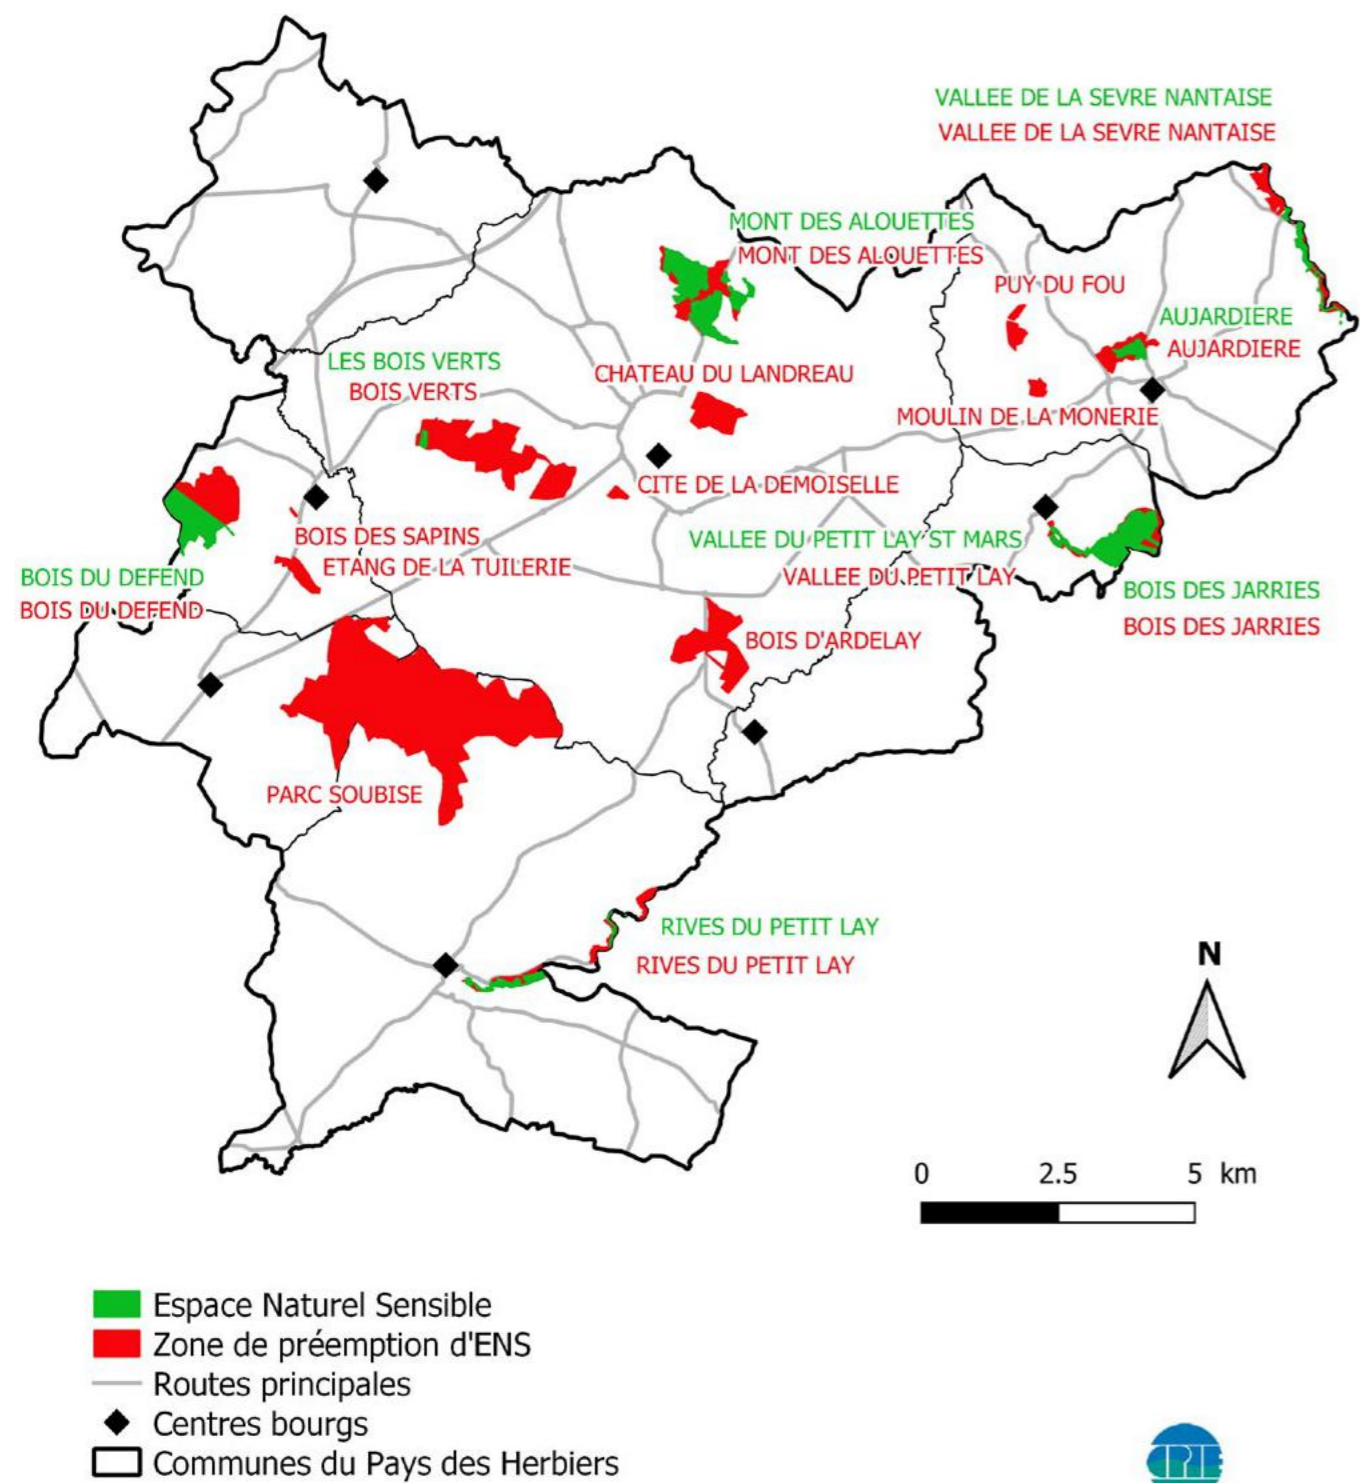 VALLEE DE LA SEVRE NANTAISE
VALLEE DE LA SEVRE NANTAISE
MONT DES ALOUETTES
MONT DES ALOUETTES
PUY DU FOU
AUJARDIERE
AUJARDIERE
LES BOIS VERTS
BOIS VERTS
CHATEAU DU LANDREAU
MOULIN DE LA MONERIE
CITE DE LA DEMOISELLE
BOIS DES SAPINS
ETANG DE LA TUILERIE
VALLEE DU PETIT LAY ST MARS
VALLEE DU PETIT LAY
BOIS DU DEFEND
BOIS DU DEFEND
BOIS DES JARRIES
BOIS DES JARRIES
BOIS D'ARDELAY
PARC SOUBISE
RIVES DU PETIT LAY
RIVES DU PETIT LAY
N
0 2.5 5 km
Espace Naturel Sensible
Zone de préemption d'ENS
Routes principales
Centres bourgs
Communes du Pays des Herbiers
CPIE